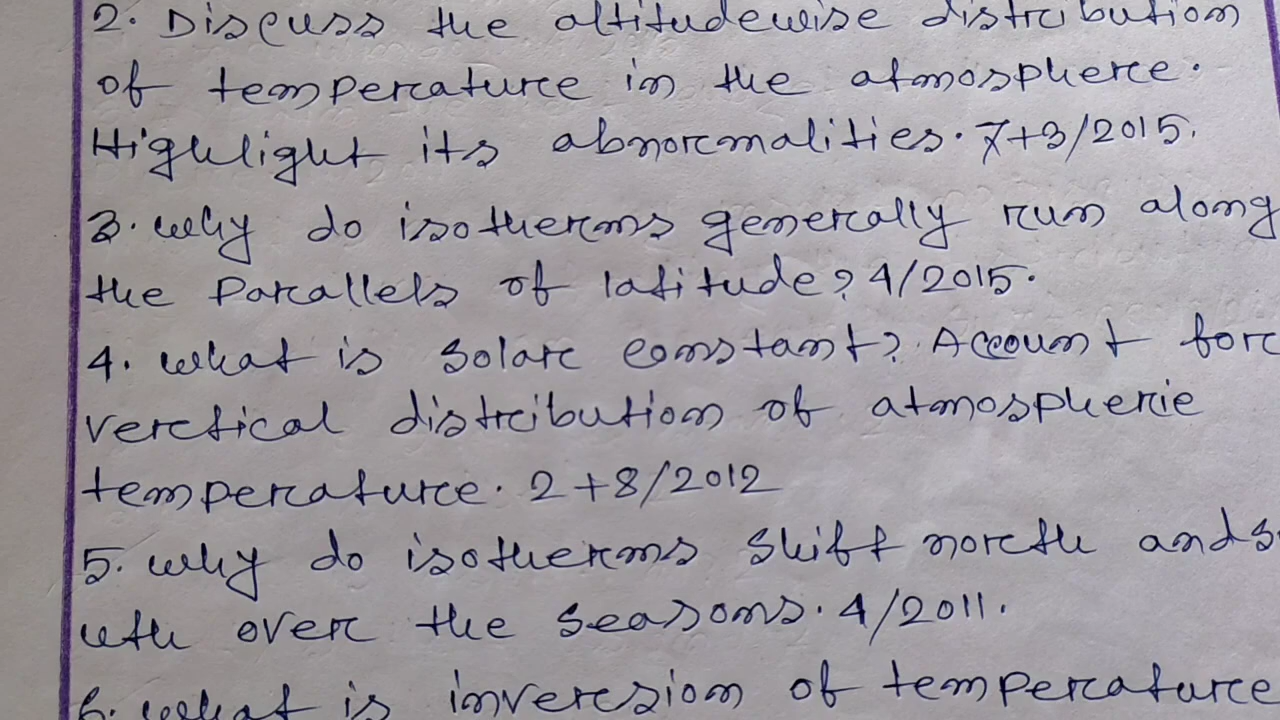 2. Discuss the altitudewise distribution
of temperature in the atmosphere.
Highlight its abnormalities. 7+3/2015.
3. why do isotherms generally run along
the Parallels of latitude? 4/2015.
4. what is Solar constant? Account for
vertical distribution of atmospheric
temperature. 2+8/2012
5. why do isotherms shift north and s
uth over the seasons. 4/2011.
6. what is inversion of temperature